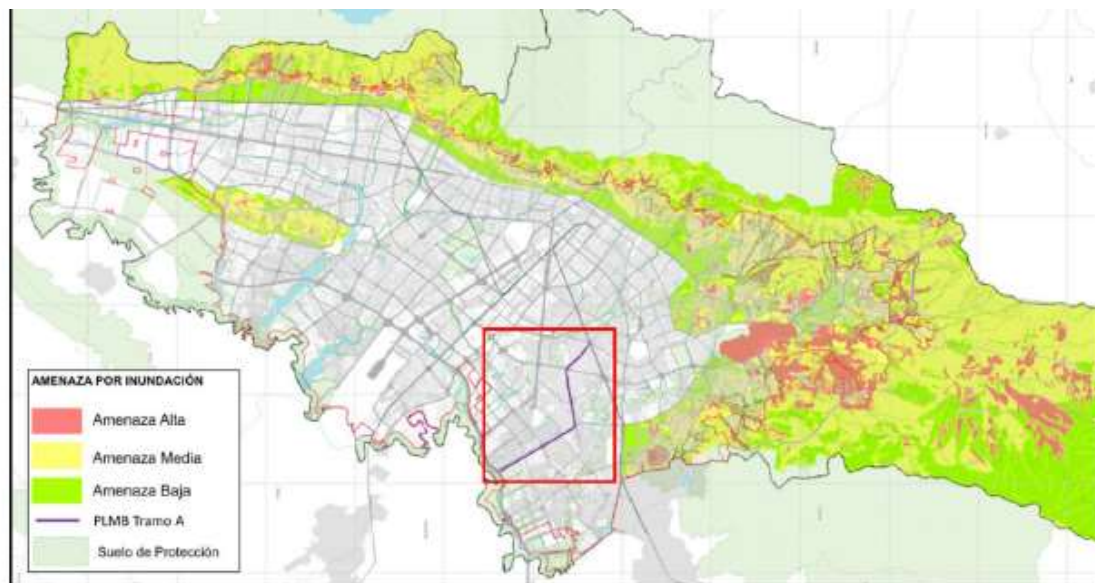 AMENAZA POR INUNDACIÓN
Amenaza Alta
Amenaza Media
Amenaza Baja
PLMB Tramo A
Suelo de Protección